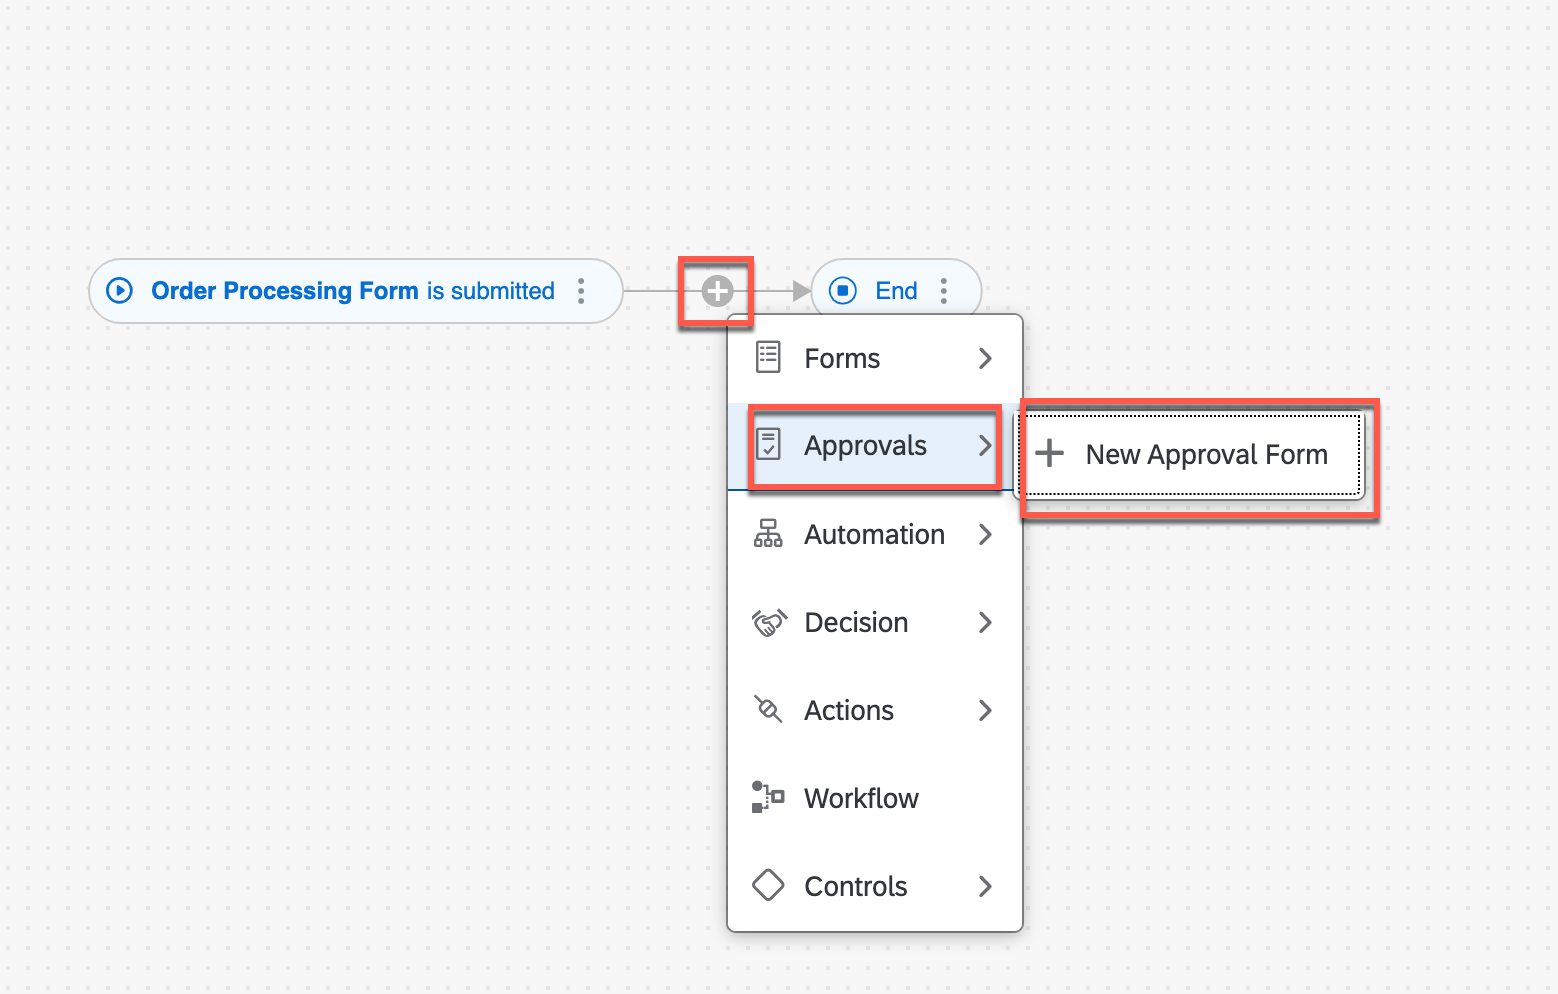 Order Processing Form is submitted
End
Forms
Approvals
New Approval Form
Automation
Decision
Actions
Workflow
Controls